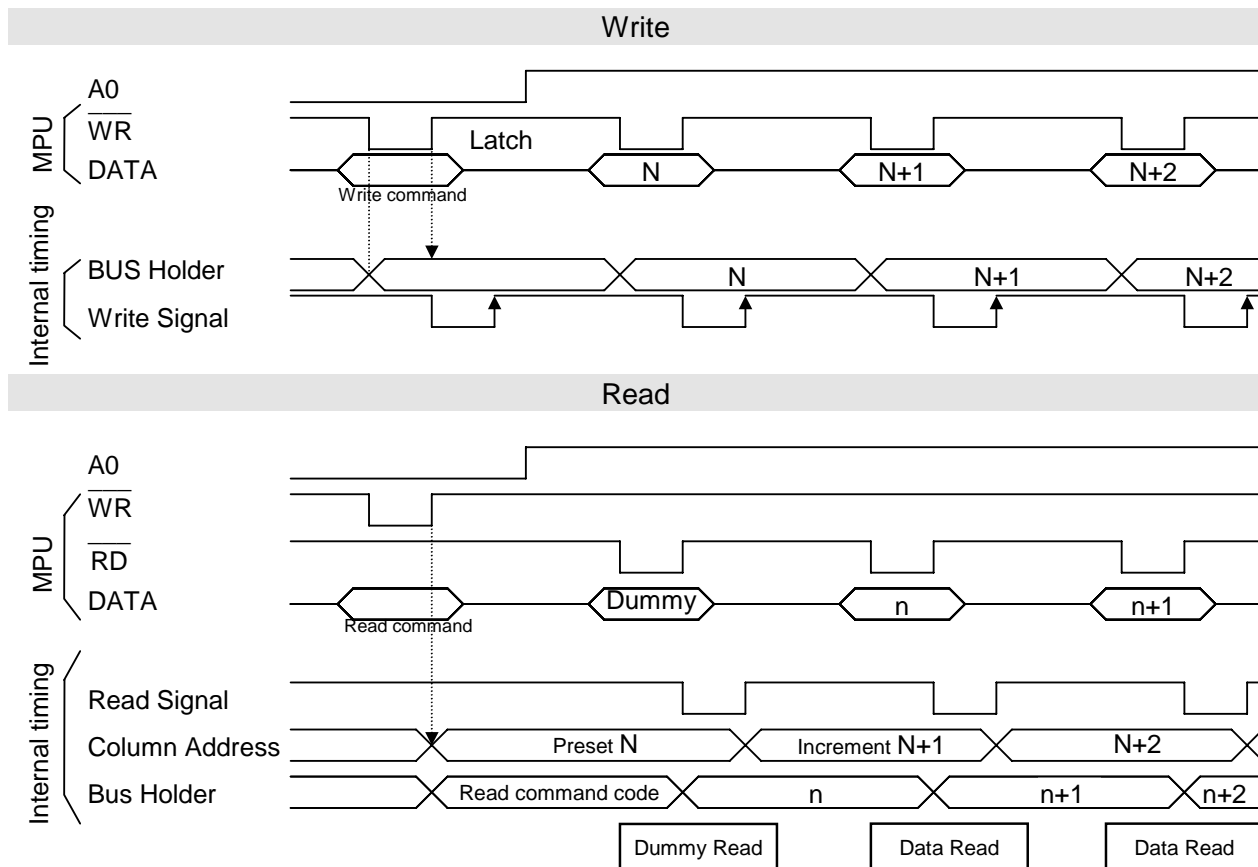 Write
A0
WR
Latch
DATA
N
N+1
N+2
Write command
MPU
BUS Holder
N
N+1
N+2
Write Signal
Internal timing
Read
A0
WR
RD
DATA
Dummy
n
n+1
Read command
MPU
Read Signal
Column Address
Preset N
Increment N+1
N+2
Bus Holder
Read command code
n
n+1
n+2
Internal timing
Dummy Read
Data Read
Data Read